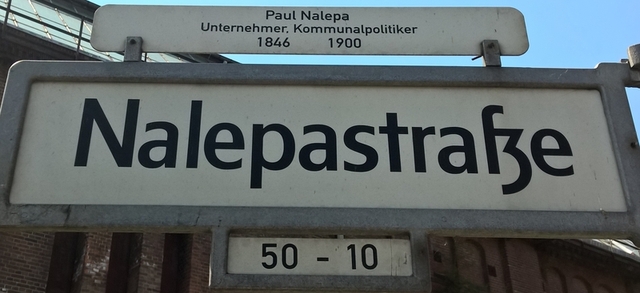 Paul Nalepa
Unternehmer, Kommunalpolitiker
1846 1900
Nalepastraße
50 - 10